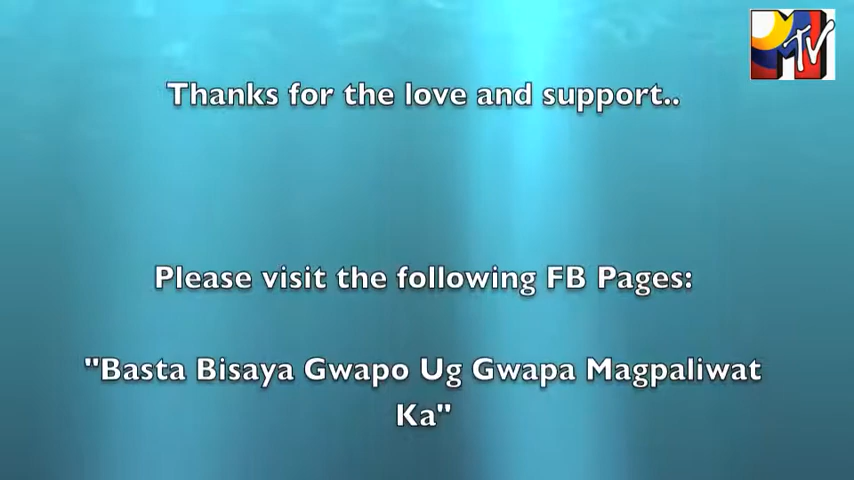 MTV
Thanks for the love and support..
Please visit the following FB Pages:
"Basta Bisaya Gwapo Ug Gwapa Magpaliwat
Ka"